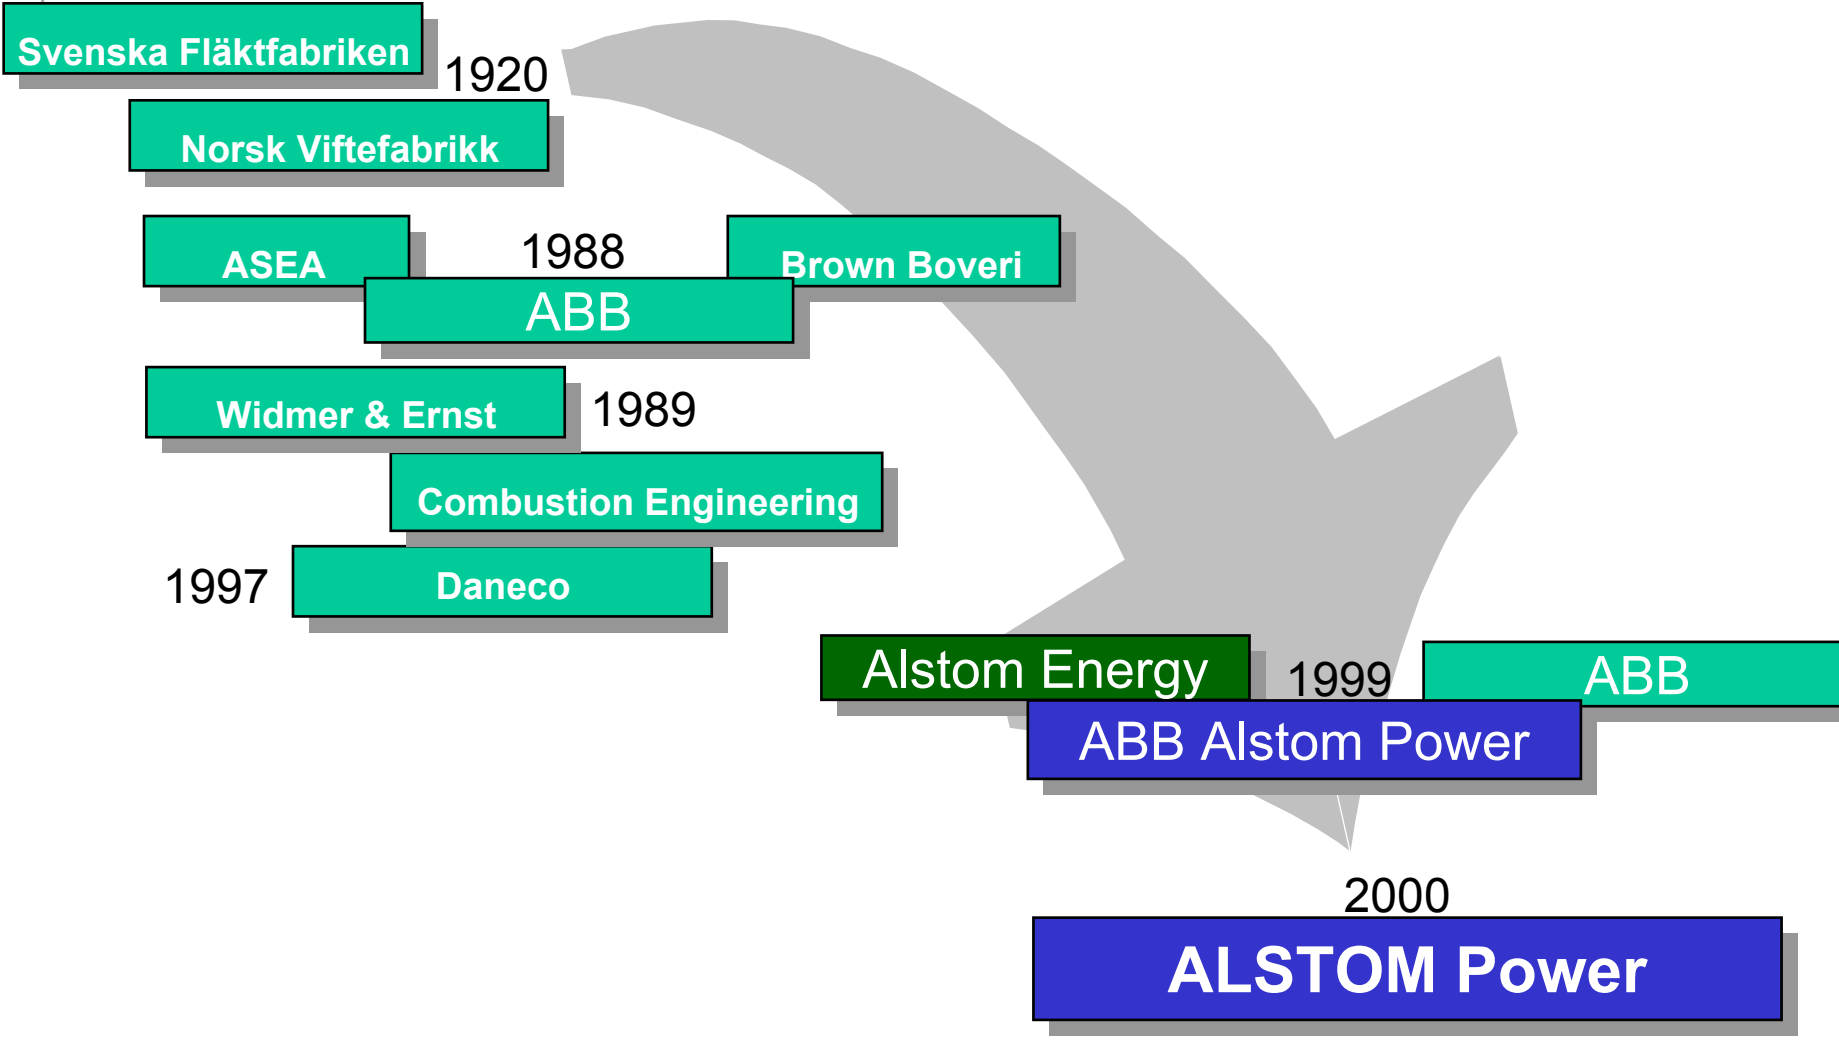 Svenska Fläktfabriken
1920
Norsk Viftefabrikk
ASEA
1988
Brown Boveri
ABB
Widmer & Ernst
1989
Combustion Engineering
1997
Daneco
Alstom Energy
1999
ABB
ABB Alstom Power
2000
ALSTOM Power